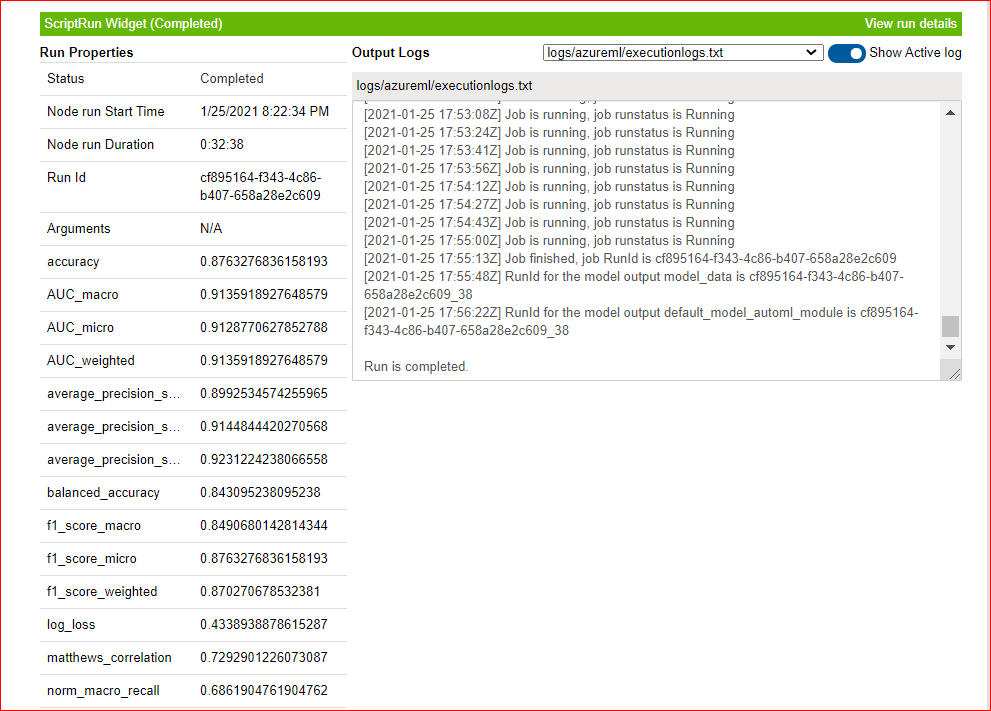 ScriptRun Widget (Completed) View run details
Run Properties
Status Completed
Node run Start Time 1/25/2021 8:22:34 PM
Node run Duration 0:32:38
Run Id cf895164-f343-4c86-
b407-658a28e2c609
Arguments N/A
accuracy 0.8763276836158193
AUC_macro 0.9135918927648579
AUC_micro 0.9128770627852788
AUC_weighted 0.9135918927648579
average_precision_s... 0.8992534574255965
average_precision_s... 0.9144844420270568
average_precision_s... 0.9231224238066558
balanced_accuracy 0.843095238095238
f1_score_macro 0.8490680142814344
f1_score_micro 0.8763276836158193
f1_score_weighted 0.870270678532381
log_loss 0.4338938878615287
matthews_correlation 0.7292901226073087
norm_macro_recall 0.6861904761904762
Output Logs logs/azureml/executionlogs.txt Show Active log
logs/azureml/executionlogs.txt
[2021-01-25 17:53:08Z] Job is running, job runstatus is Running
[2021-01-25 17:53:24Z] Job is running, job runstatus is Running
[2021-01-25 17:53:41Z] Job is running, job runstatus is Running
[2021-01-25 17:53:56Z] Job is running, job runstatus is Running
[2021-01-25 17:54:12Z] Job is running, job runstatus is Running
[2021-01-25 17:54:27Z] Job is running, job runstatus is Running
[2021-01-25 17:54:43Z] Job is running, job runstatus is Running
[2021-01-25 17:55:00Z] Job is running, job runstatus is Running
[2021-01-25 17:55:13Z] Job finished, job RunId is cf895164-f343-4c86-b407-658a28e2c609
[2021-01-25 17:55:48Z] RunId for the model output model_data is cf895164-f343-4c86-b407-
658a28e2c609_38
[2021-01-25 17:56:22Z] RunId for the model output default_model_automl_module is cf895164-
f343-4c86-b407-658a28e2c609_38
Run is completed.